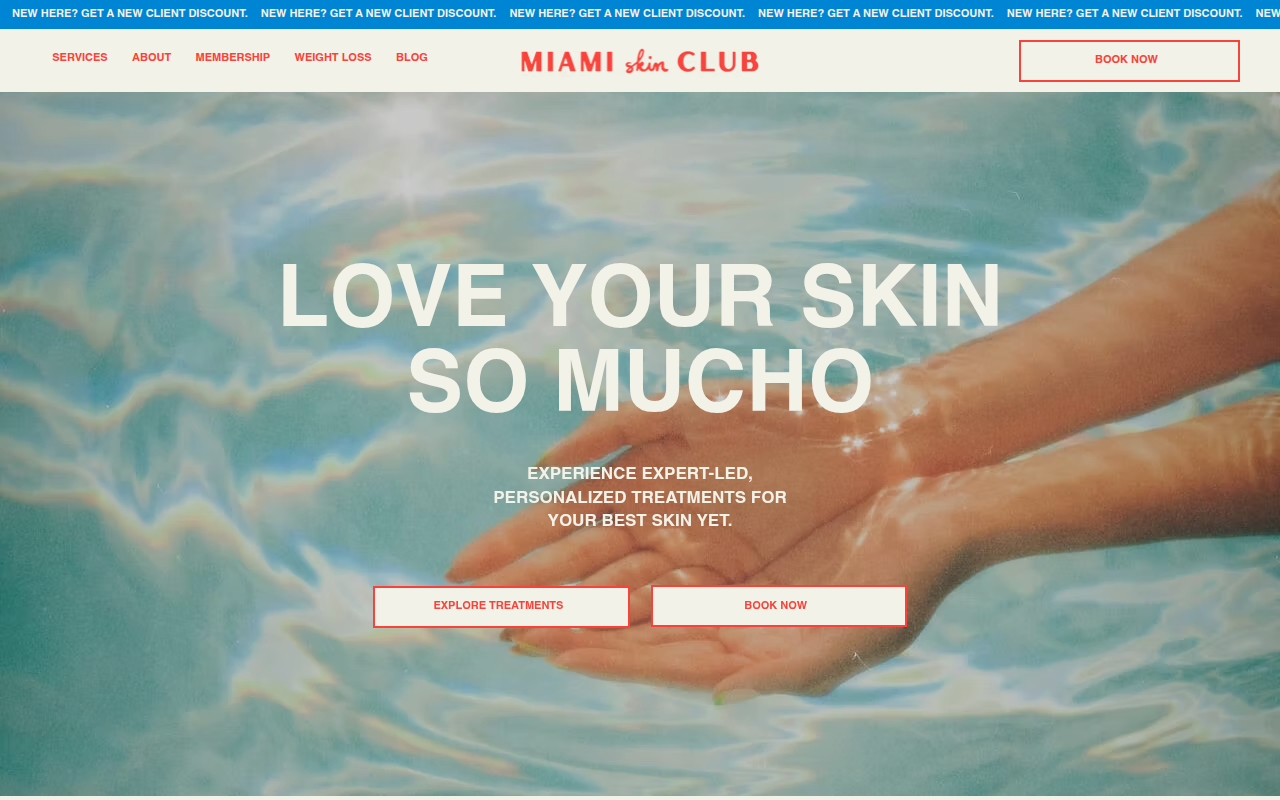 NEW HERE? GET A NEW CLIENT DISCOUNT. NEW HERE? GET A NEW CLIENT DISCOUNT. NEW HERE? GET A NEW CLIENT DISCOUNT. NEW HERE? GET A NEW CLIENT DISCOUNT. NEW HERE? GET A NEW CLIENT DISCOUNT. NEW
SERVICES ABOUT MEMBERSHIP WEIGHT LOSS BLOG MIAMI skin CLUB BOOK NOW
LOVE YOUR SKIN
SO MUCHO
EXPERIENCE EXPERT-LED,
PERSONALIZED TREATMENTS FOR
YOUR BEST SKIN YET.
EXPLORE TREATMENTS BOOK NOW